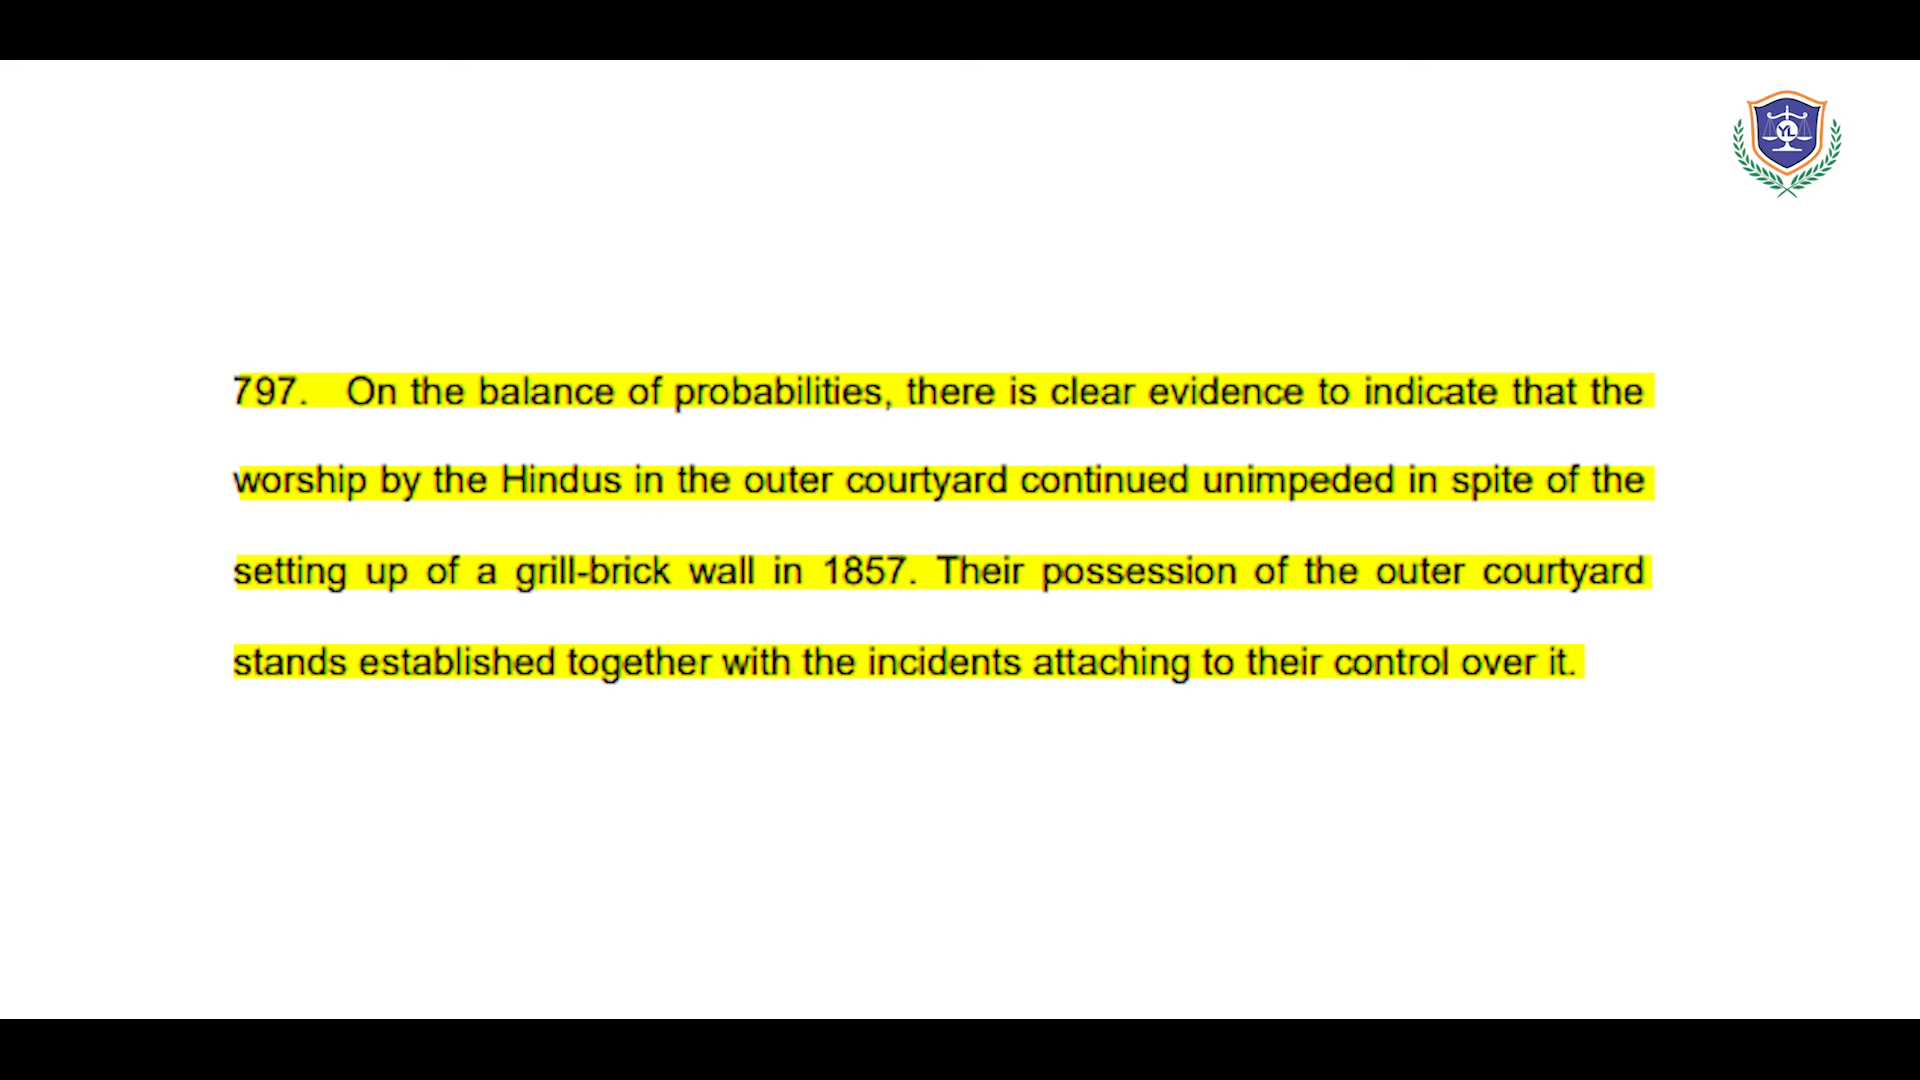 YL
797. On the balance of probabilities, there is clear evidence to indicate that the
worship by the Hindus in the outer courtyard continued unimpeded in spite of the
setting up of a grill-brick wall in 1857. Their possession of the outer courtyard
stands established together with the incidents attaching to their control over it.